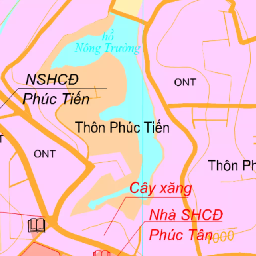 hồ
Nông Trường
NSHCĐ
Phúc Tiến
ONT
Thôn Phúc Tiến
ONT
Thôn Ph
Cây xăng
Nhà SHCĐ
Phúc Tân